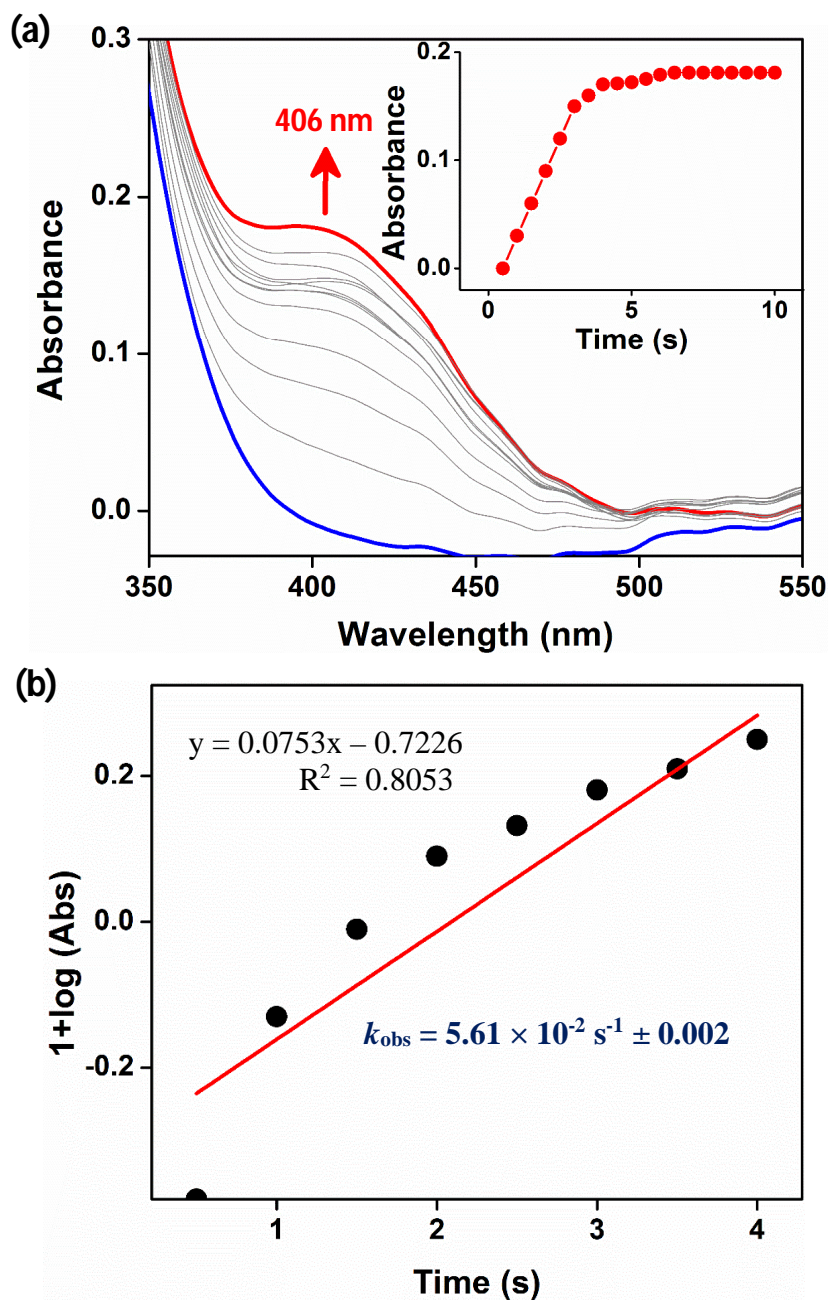 (a)
0.3
0.2
0.1
0.0
Absorbance
406 nm
0.2
0.1
0.0
Absorbance
0 5 10
Time (s)
350 400 450 500 550
Wavelength (nm)
(b)
y = 0.0753x – 0.7226
R² = 0.8053
0.2
0.0
-0.2
1+log (Abs)
kobs = 5.61 × 10⁻² s⁻¹ ± 0.002
1 2 3 4
Time (s)